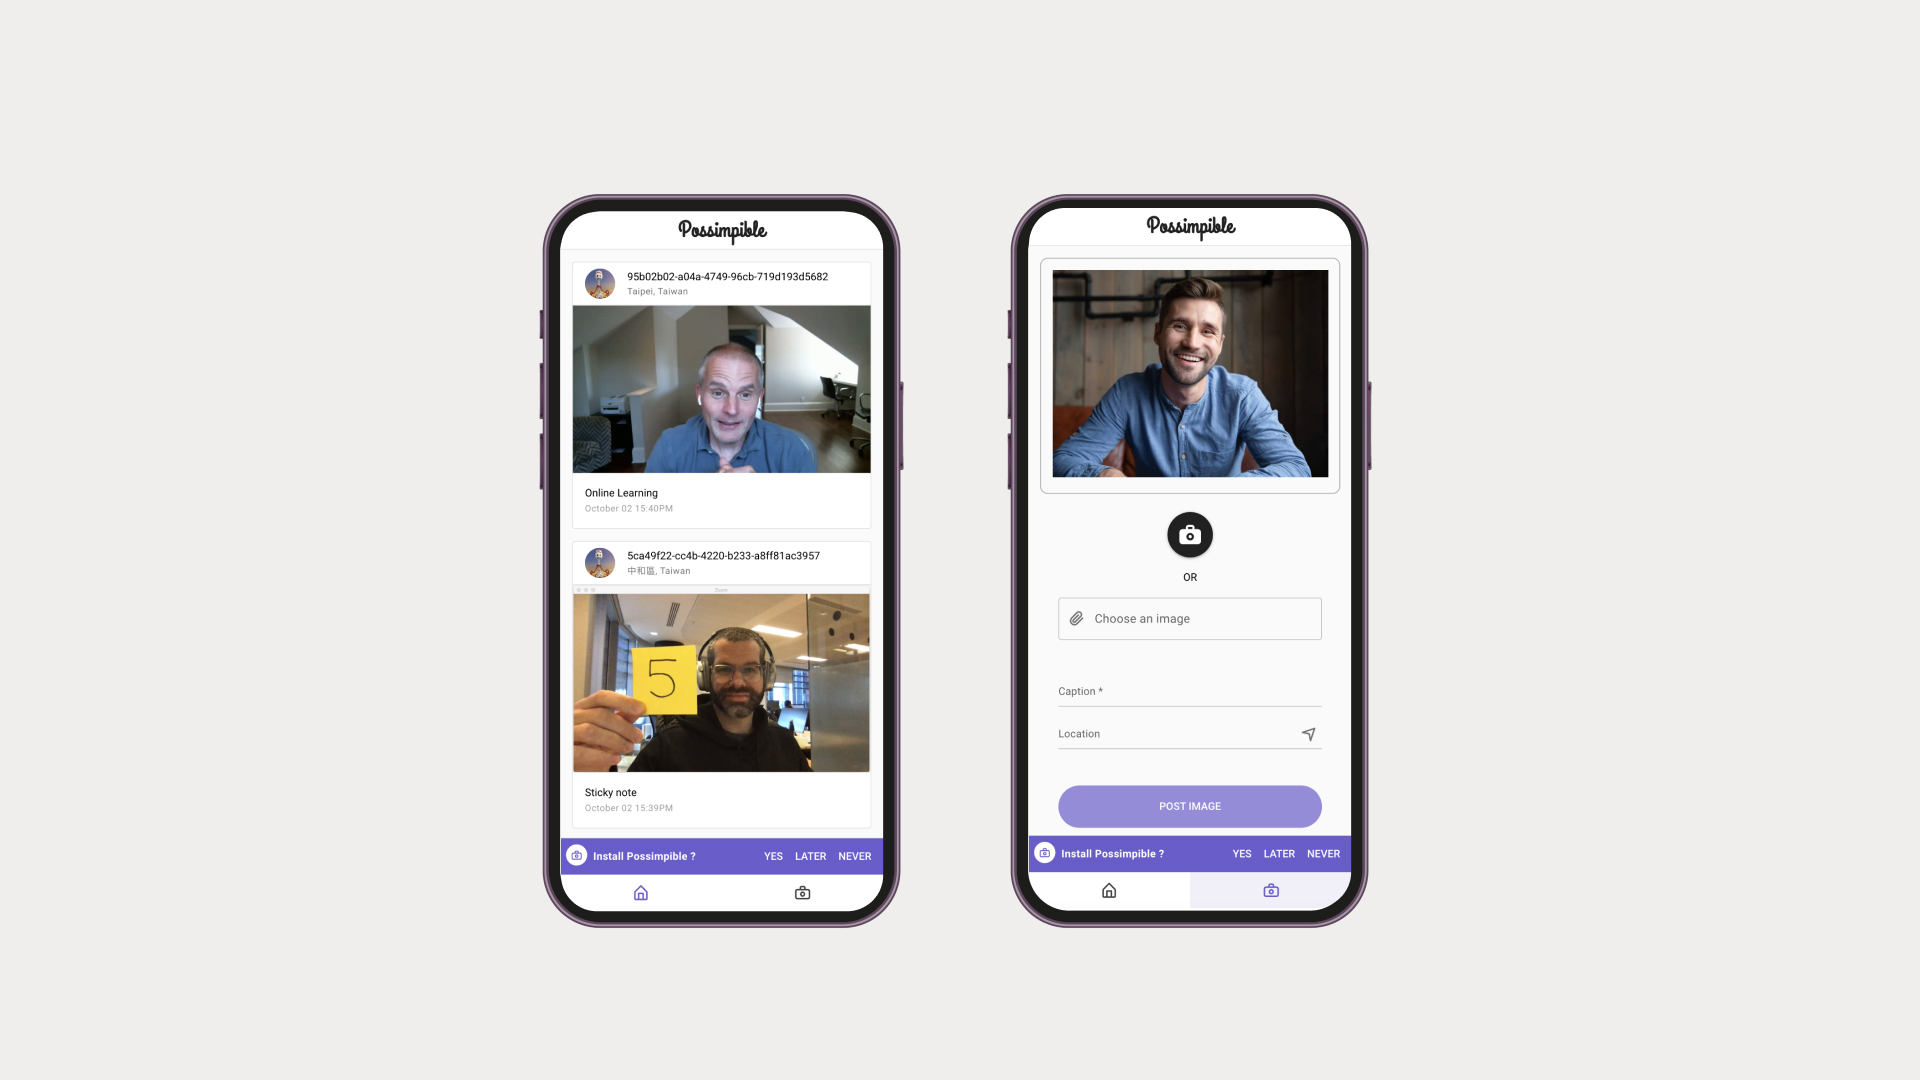 Possimpible
95b02b02-a04a-4749-96cb-719d193d5682
Taipei, Taiwan
Online Learning
October 02 15:40PM
5ca49f22-cc4b-4220-b233-a8ff81ac3957
中和區, Taiwan
Zoom
5
Sticky note
October 02 15:39PM
Install Possimpible ? YES LATER NEVER
Possimpible
OR
Choose an image
Caption *
Location
POST IMAGE
Install Possimpible ? YES LATER NEVER